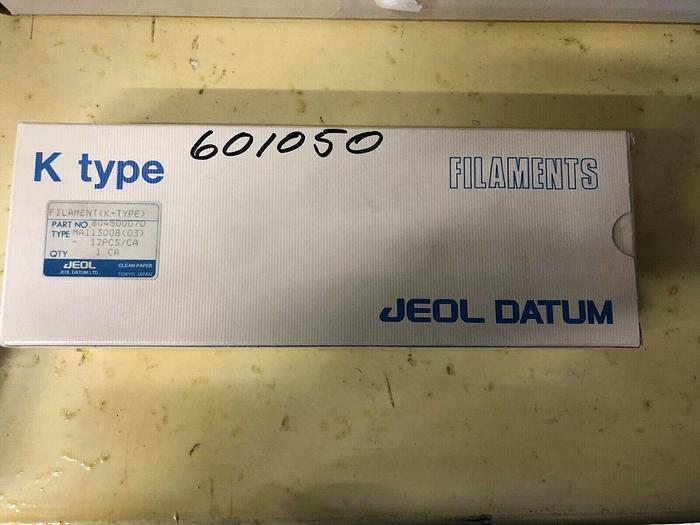 K type
601050
FILAMENTS
FILAMENT(K-TYPE)
PART NO. 804500070
TYPE MA113008(03)
- 12PCS/CA
QTY 1 CA
JEOL CLEAN PAPER
JEOL DATUM LTD. TOKYO JAPAN
JEOL DATUM